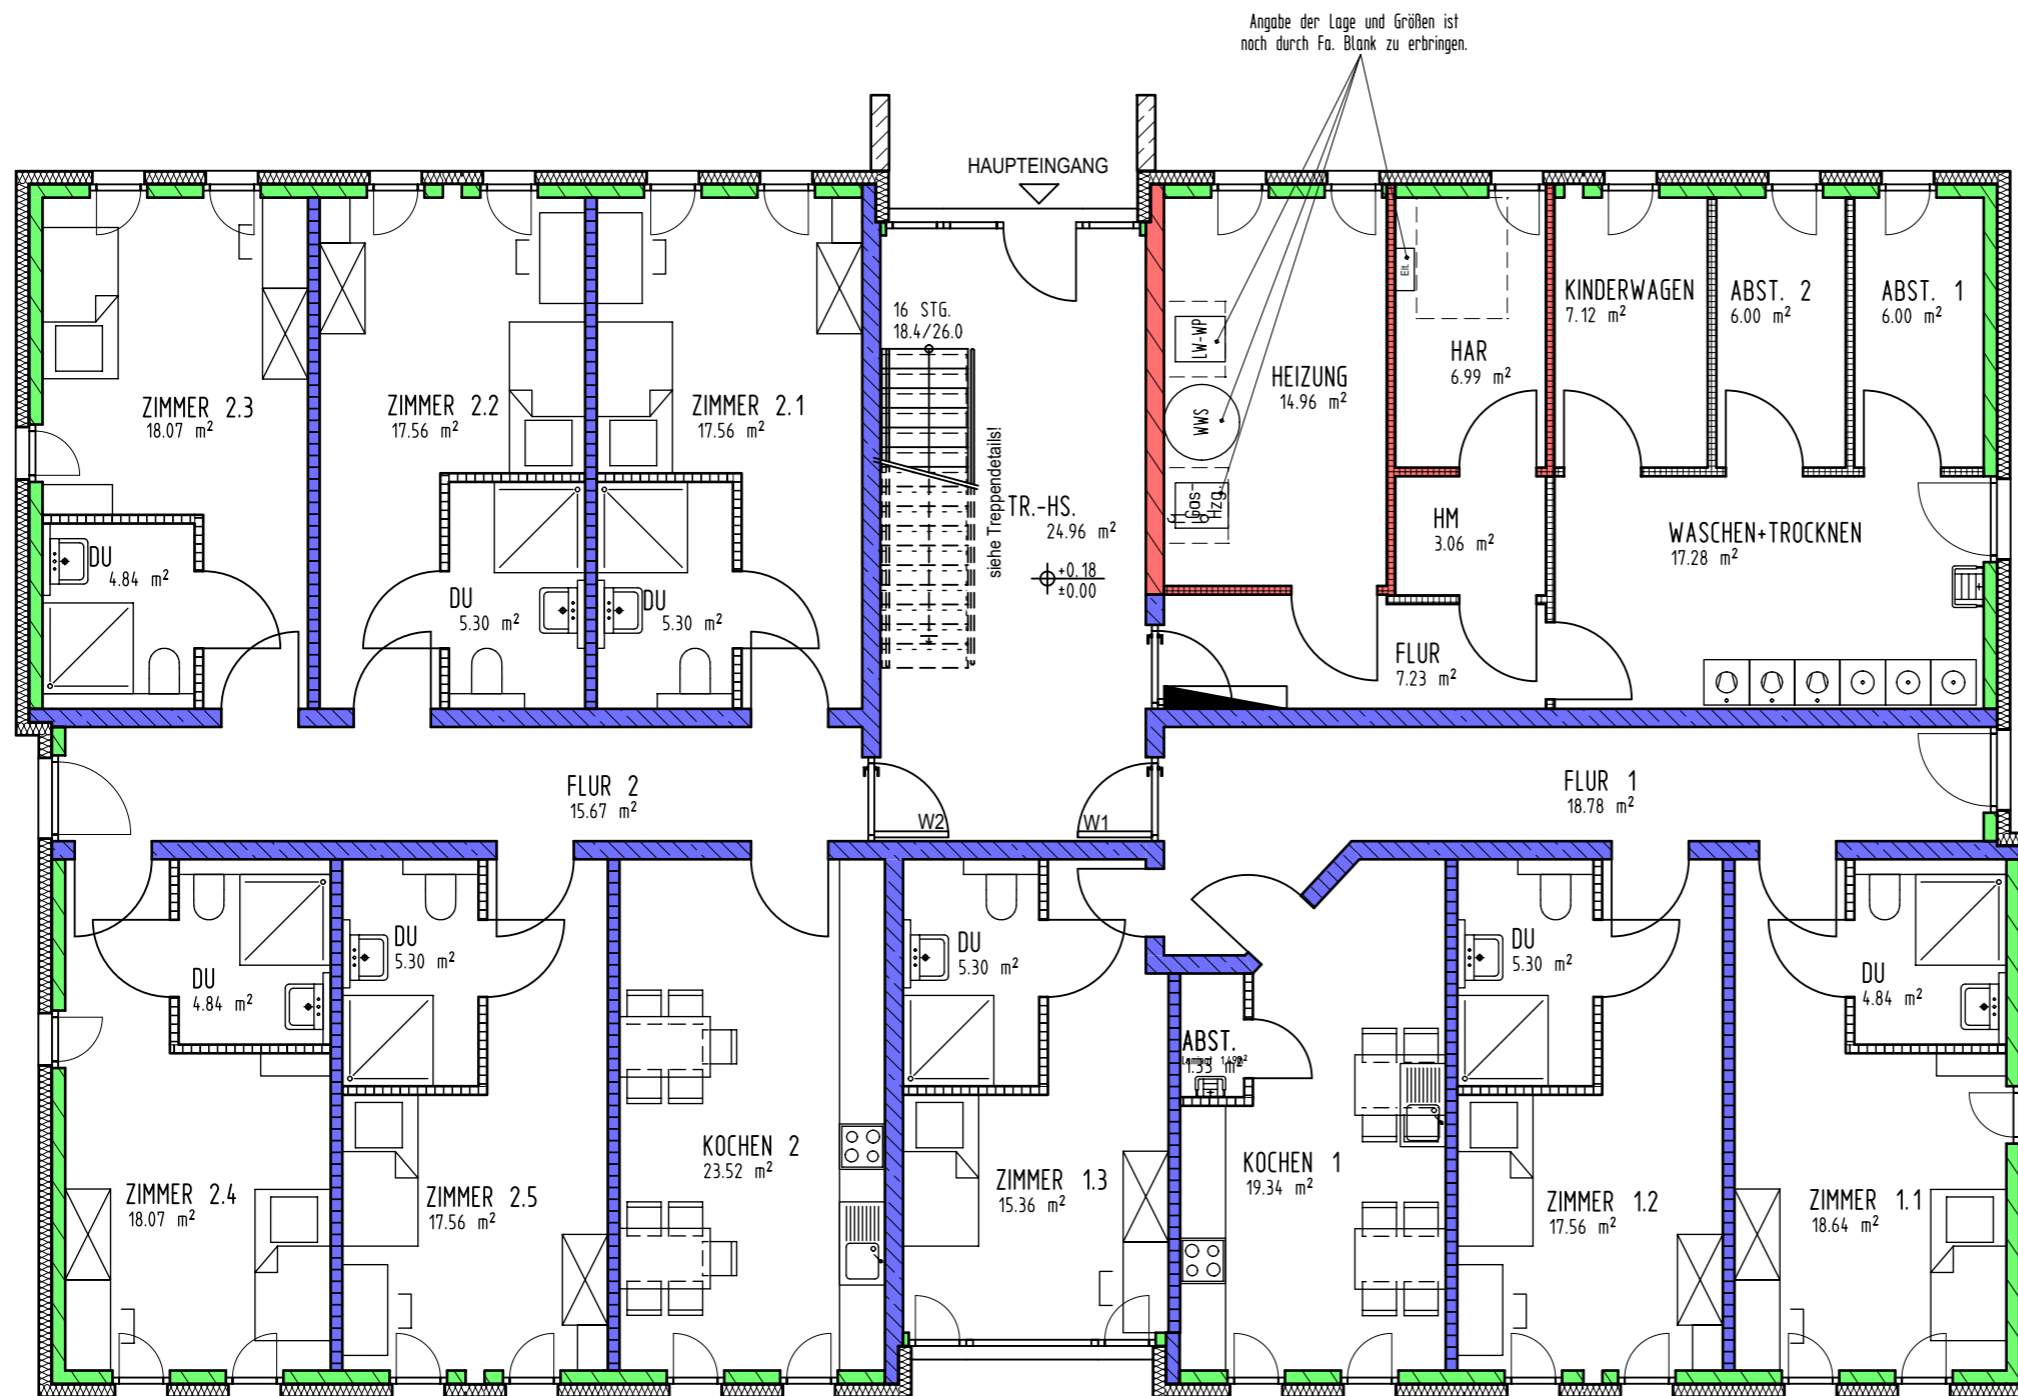 Angabe der Lage und Größen ist
noch durch Fa. Blank zu erbringen.
HAUPTEINGANG
16 STG.
18.4/26.0
siehe Treppendetails!
TR.-HS.
24.96 m²
+0.18
±0.00
ZIMMER 2.3
18.07 m²
ZIMMER 2.2
17.56 m²
ZIMMER 2.1
17.56 m²
DU
4.84 m²
DU
5.30 m²
DU
5.30 m²
LW-WP
WWS
Gas-
Hzg.
HEIZUNG
14.96 m²
Elt.
HAR
6.99 m²
KINDERWAGEN
7.12 m²
ABST. 2
6.00 m²
ABST. 1
6.00 m²
HM
3.06 m²
WASCHEN+TROCKNEN
17.28 m²
FLUR
7.23 m²
FLUR 2
15.67 m²
W2
W1
FLUR 1
18.78 m²
DU
4.84 m²
DU
5.30 m²
DU
5.30 m²
DU
5.30 m²
DU
4.84 m²
ABST.
KOCHEN 2
23.52 m²
ZIMMER 2.4
18.07 m²
ZIMMER 2.5
17.56 m²
ZIMMER 1.3
15.36 m²
KOCHEN 1
19.34 m²
ZIMMER 1.2
17.56 m²
ZIMMER 1.1
18.64 m²